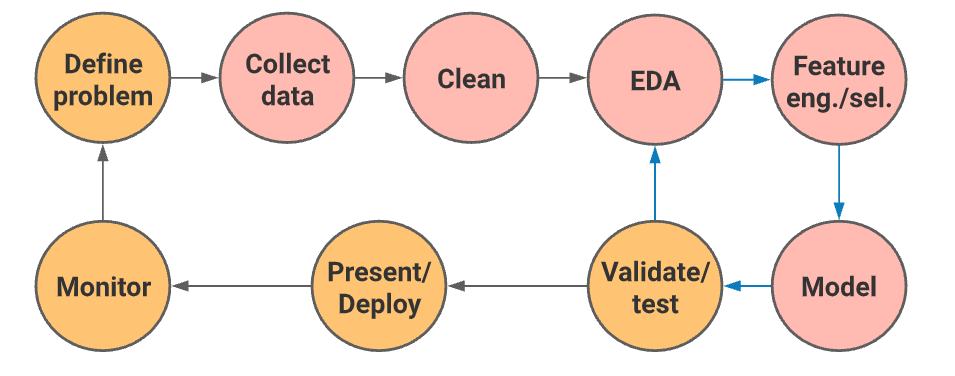 Define
problem
Collect
data
Clean
EDA
Feature
eng./sel.
Monitor
Present/
Deploy
Validate/
test
Model